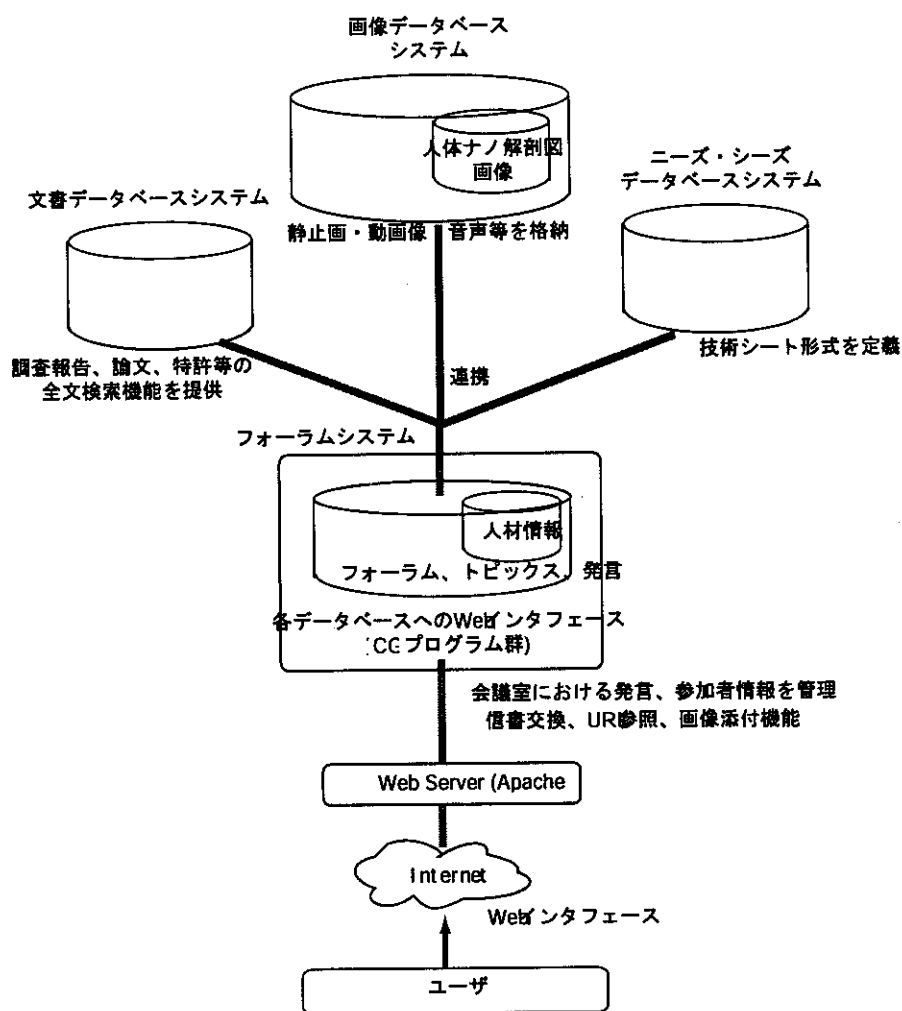 画像データベース
システム
人体ナノ解剖図
画像
静止画・動画像 音声等を格納
ニーズ・シーズ
データベースシステム
技術シート形式を定義
文書データベースシステム
調査報告、論文、特許等の
全文検索機能を提供
連携
フォーラムシステム
人材情報
フォーラム、トピックス、発言
各データベースへのWebインタフェース
(CGプログラム群)
会議室における発言、参加者情報を管理
信書交換、UR参照、画像添付機能
Web Server (Apache
Internet
Webインタフェース
ユーザ